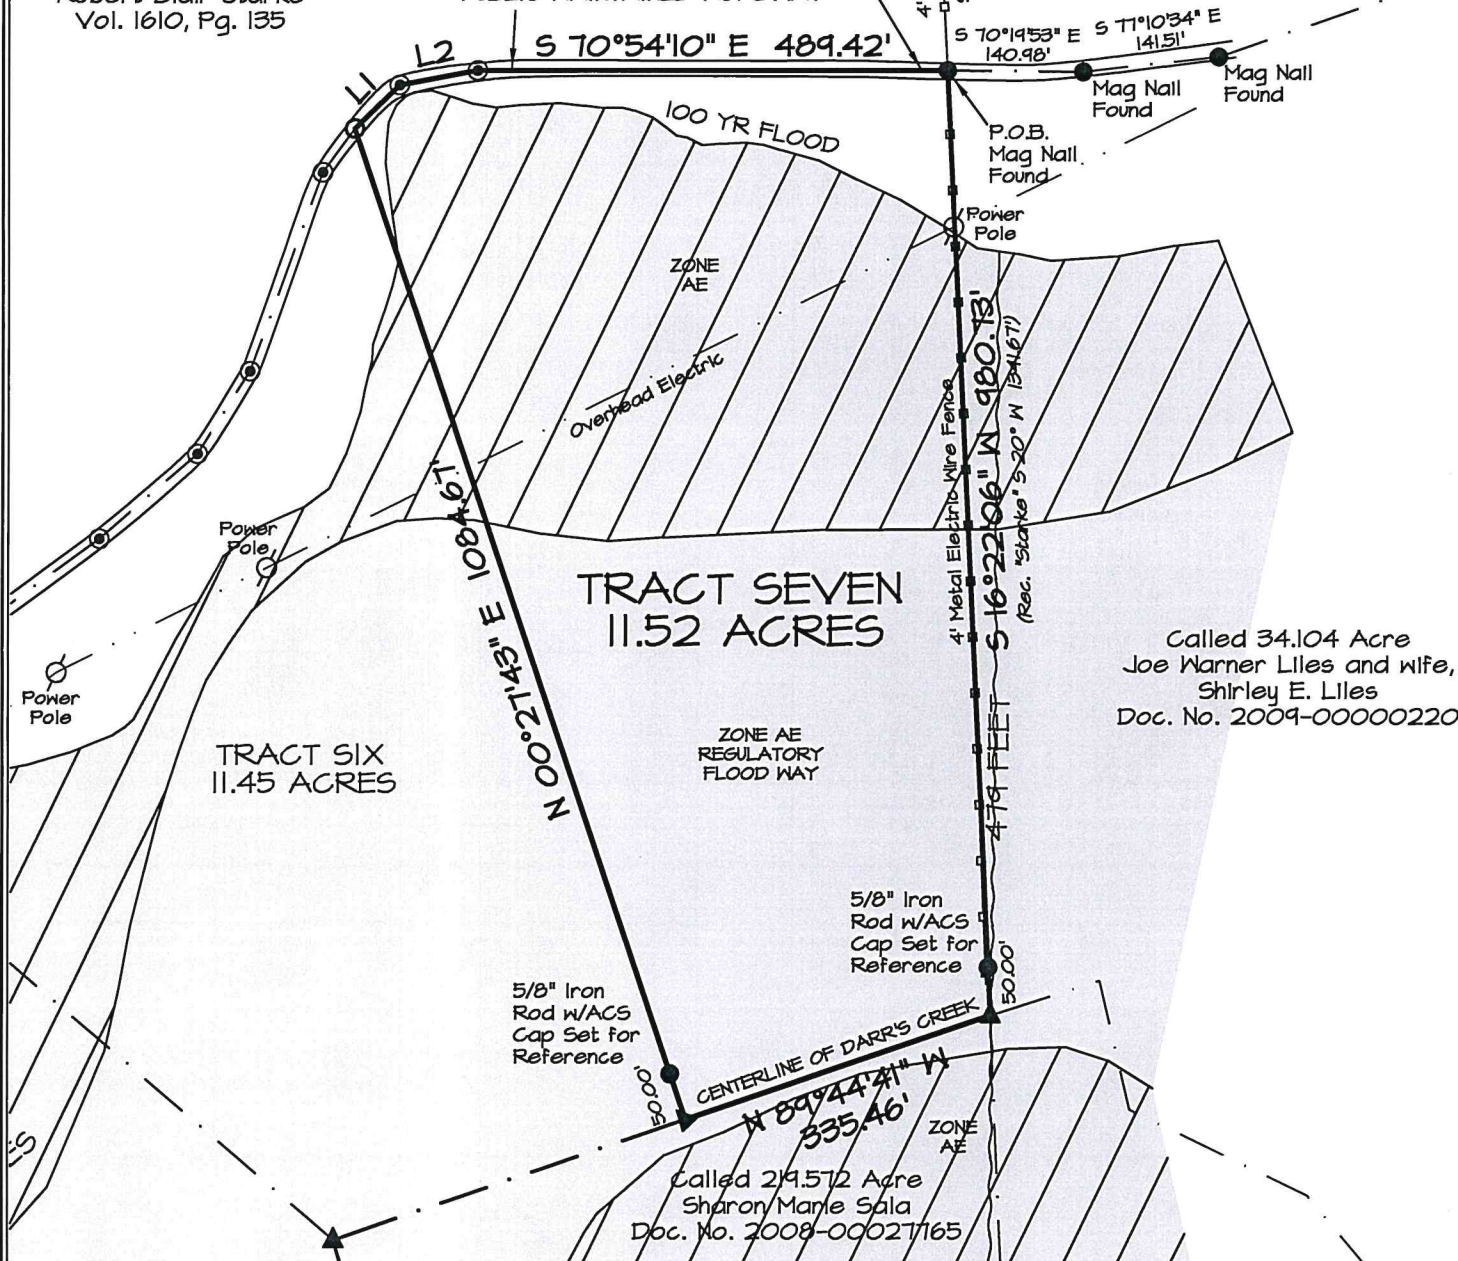 Vol. 1610, Pg. 135
4'
L1
L2
S 70°54'10" E 489.42'
S 70°19'53" E
140.98'
S 77°10'34" E
141.51'
Mag Nail
Found
Mag Nail
Found
100 YR FLOOD
P.O.B.
Mag Nail
Found
Power
Pole
ZONE
AE
Overhead Electric
4' Metal Electric Wire Fence
S 16°22'06" W 980.73'
(Rec. "Starke" S 20° W 1341.67')
N 00°27'43" E 1084.67'
Power
Pole
TRACT SEVEN
11.52 ACRES
Called 34.104 Acre
Joe Warner Liles and wife,
Shirley E. Liles
Doc. No. 2009-00000220
Power
Pole
TRACT SIX
11.45 ACRES
ZONE AE
REGULATORY
FLOOD WAY
479 FEET
5/8" Iron
Rod w/ACS
Cap Set for
Reference
50.00'
5/8" Iron
Rod w/ACS
Cap Set for
Reference
50.00'
CENTERLINE OF DARR'S CREEK
N 89°44'41" W
335.46'
ZONE
AE
Called 219.572 Acre
Sharon Marie Sala
Doc. No. 2008-00027765